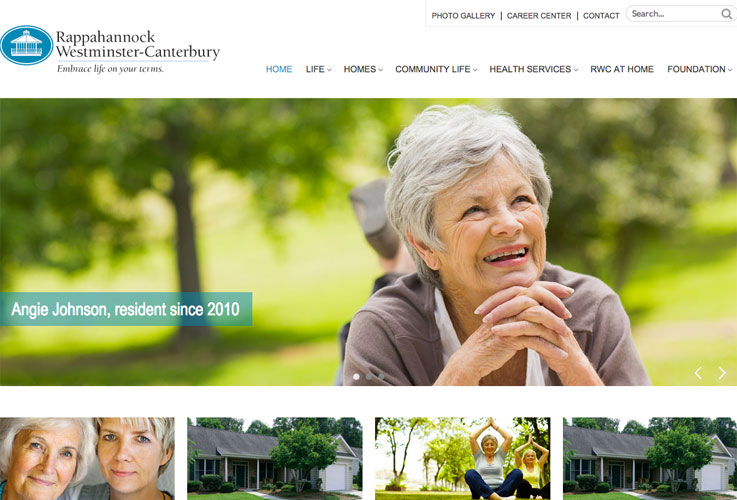 PHOTO GALLERY | CAREER CENTER | CONTACT Search...
Rappahannock
Westminster-Canterbury
Embrace life on your terms.
HOME LIFE HOMES COMMUNITY LIFE HEALTH SERVICES RWC AT HOME FOUNDATION
Angie Johnson, resident since 2010